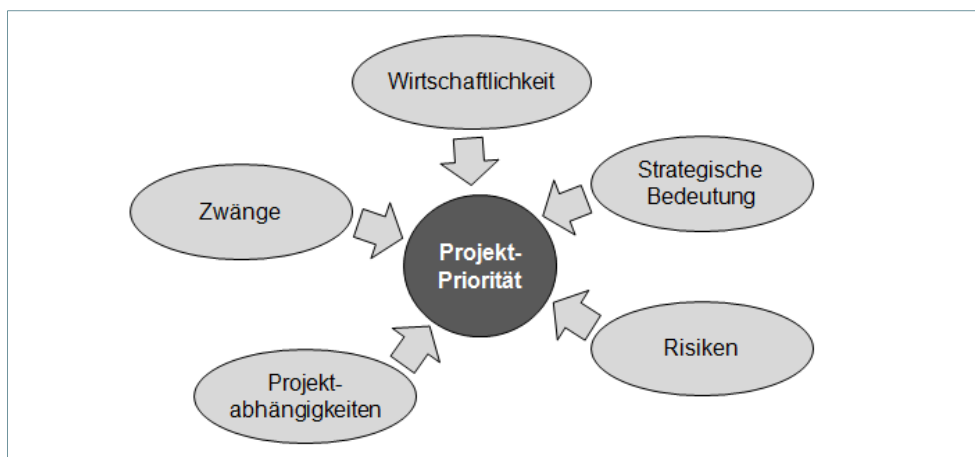 Wirtschaftlichkeit
Strategische
Bedeutung
Zwänge
Projekt-
Priorität
Risiken
Projekt-
abhängigkeiten